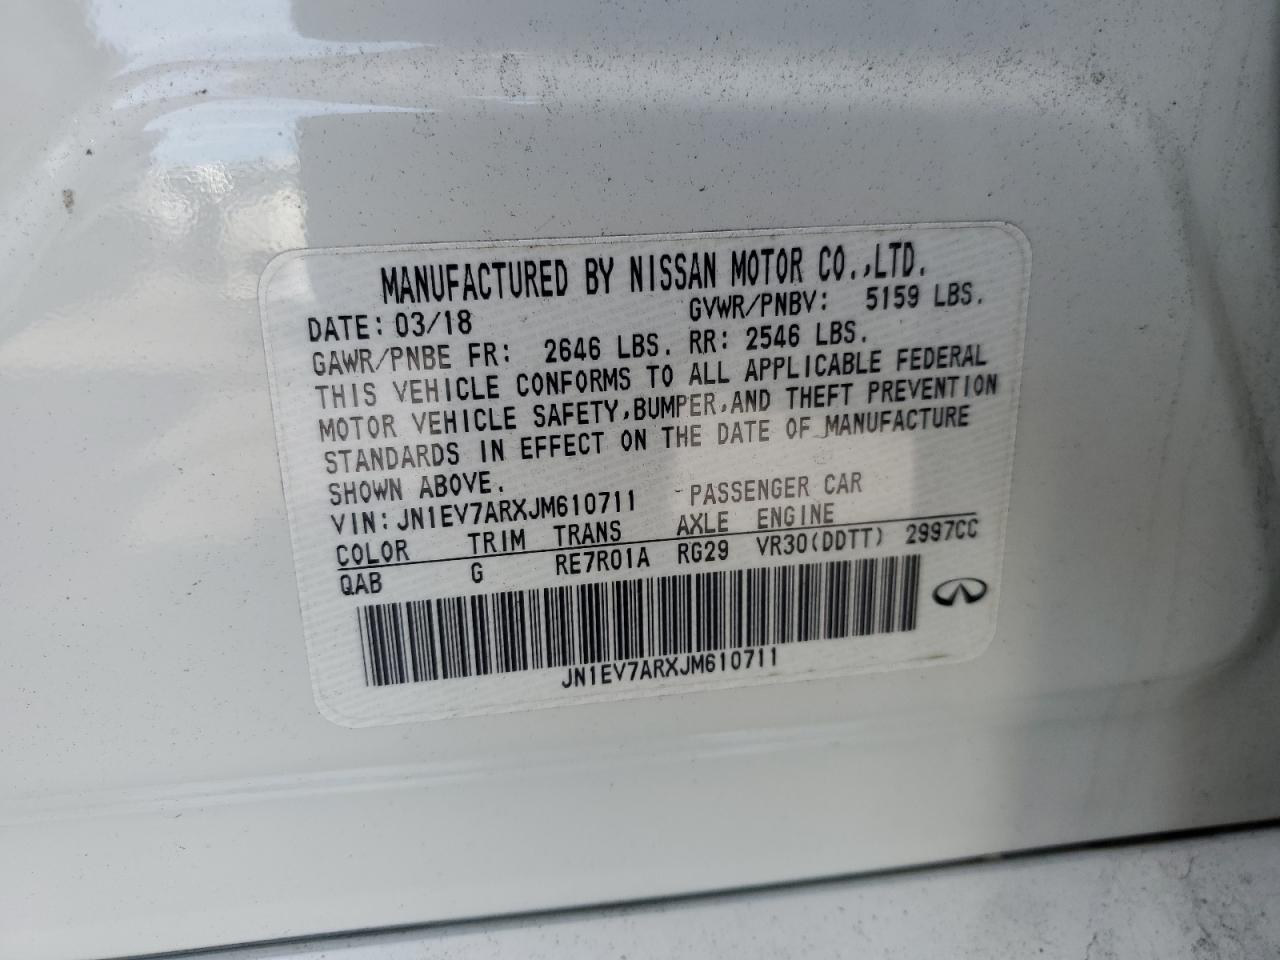 MANUFACTURED BY NISSAN MOTOR CO.,LTD.
DATE: 03/18 GVWR/PNBV: 5159 LBS.
GAWR/PNBE FR: 2646 LBS. RR: 2546 LBS.
THIS VEHICLE CONFORMS TO ALL APPLICABLE FEDERAL
MOTOR VEHICLE SAFETY,BUMPER,AND THEFT PREVENTION
STANDARDS IN EFFECT ON THE DATE OF MANUFACTURE
SHOWN ABOVE.
VIN: JN1EV7ARXJM610711 PASSENGER CAR
COLOR TRIM TRANS AXLE ENGINE
QAB G RE7R01A RG29 VR30(DDTT) 2997CC
JN1EV7ARXJM610711